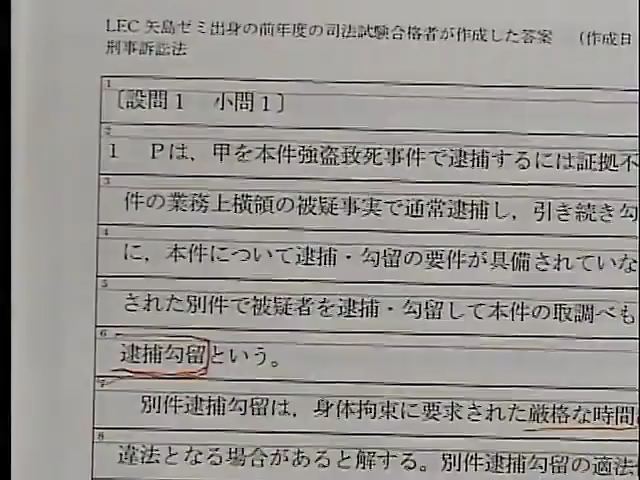 LEC 矢島ゼミ出身の前年度の司法試験合格者が作成した答案 （作成日
刑事訴訟法
1
〔設問１ 小問１〕
2
１ Ｐは，甲を本件強盗致死事件で逮捕するには証拠不
3
件の業務上横領の被疑事実で通常逮捕し，引き続き勾
4
に，本件について逮捕・勾留の要件が具備されていな
5
された別件で被疑者を逮捕・勾留して本件の取調べも
6
逮捕勾留という。
7
別件逮捕勾留は，身体拘束に要求された厳格な時間
8
違法となる場合があると解する。別件逮捕勾留の適法